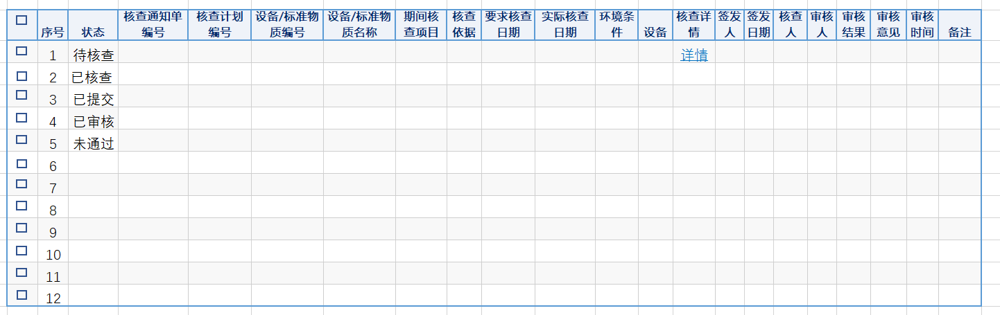 序号 状态 核查通知单编号 核查计划编号 设备/标准物质编号 设备/标准物质名称 期间核查项目 核查依据 要求核查日期 实际核查日期 环境条件 设备 核查详情 签发人 签发日期 核查人 审核人 审核结果 审核意见 审核时间 备注
1 待核查 详情
2 已核查
3 已提交
4 已审核
5 未通过
6
7
8
9
10
11
12